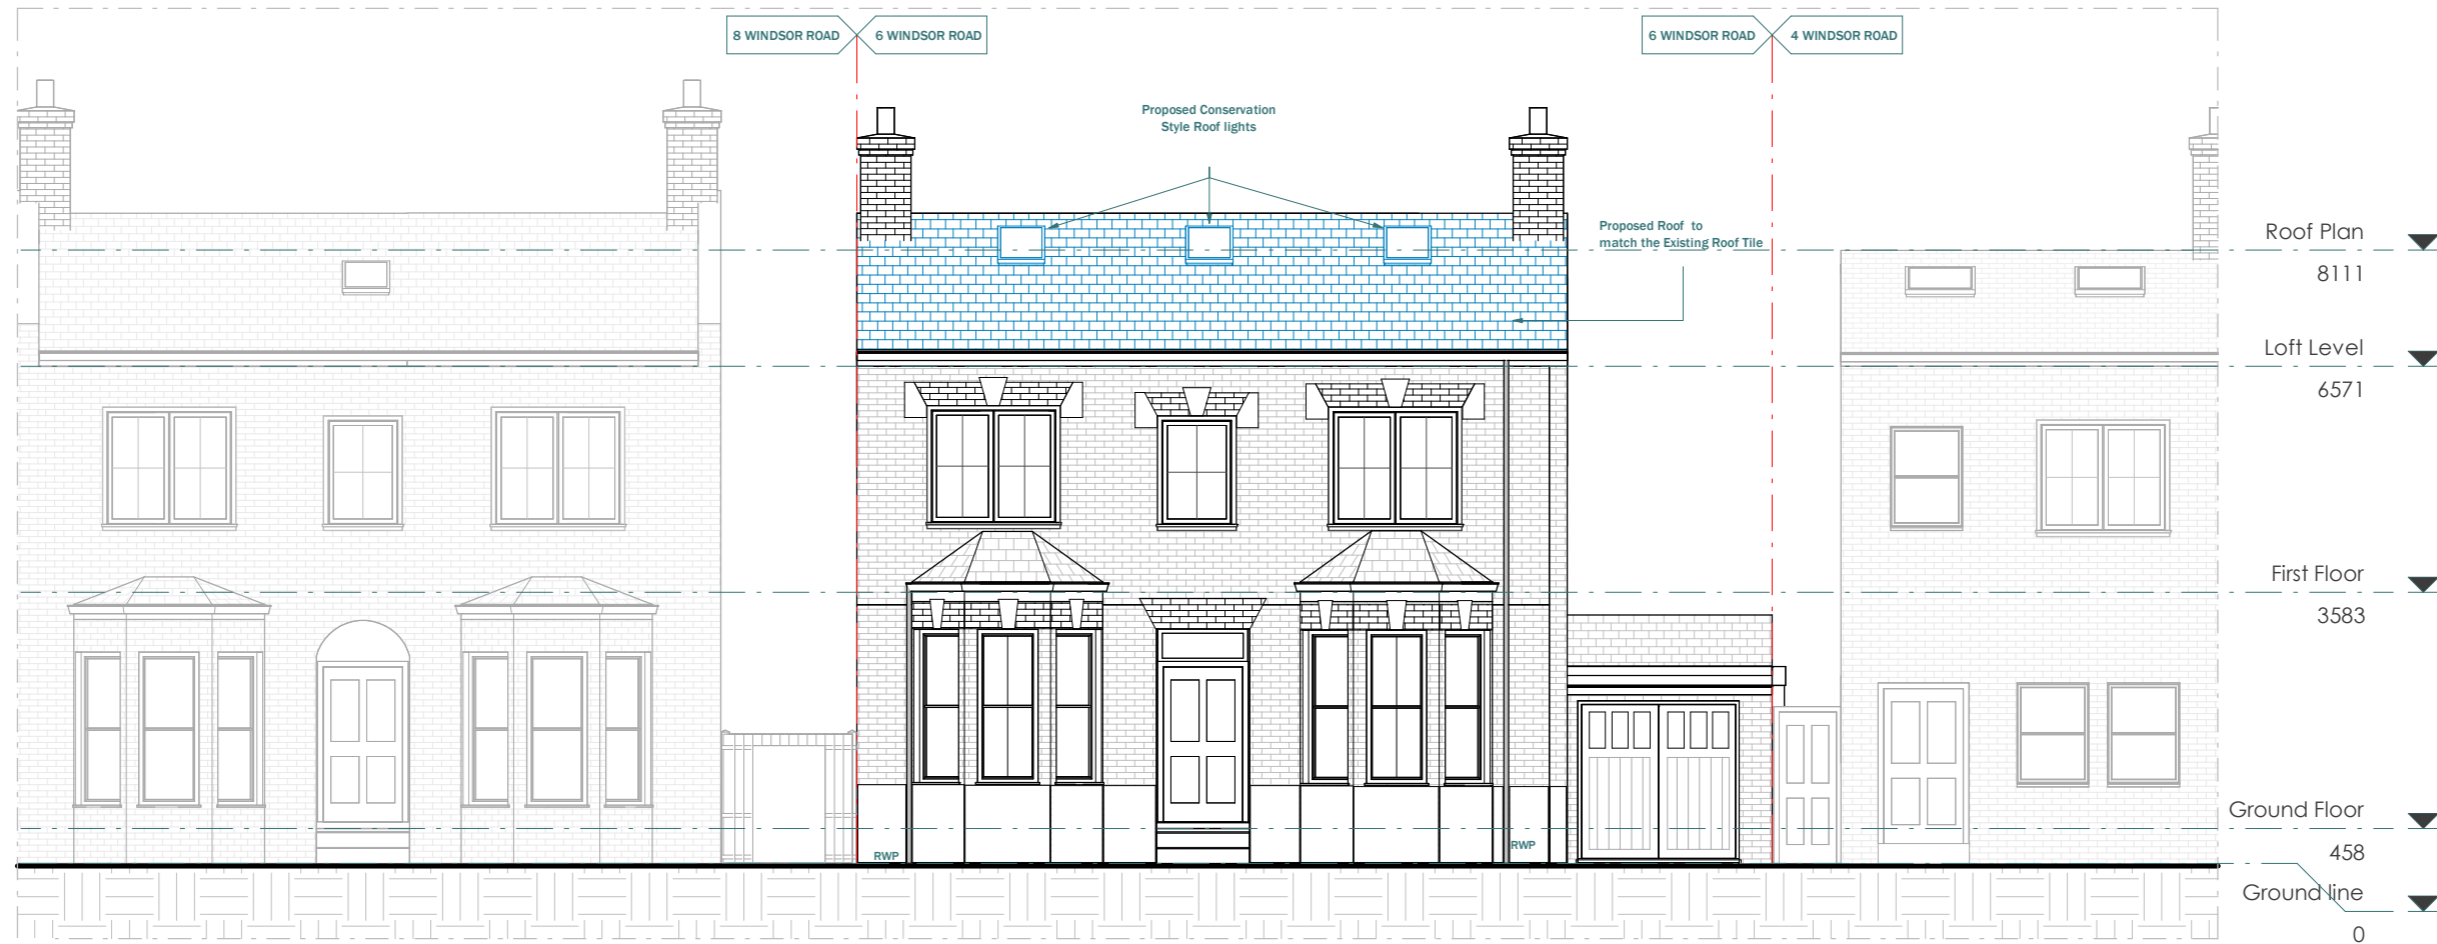 8 WINDSOR ROAD
6 WINDSOR ROAD
6 WINDSOR ROAD
4 WINDSOR ROAD
Proposed Conservation
Style Roof lights
Proposed Roof to
match the Existing Roof Tile
Roof Plan
8111
Loft Level
6571
First Floor
3583
Ground Floor
458
Ground line
0
RWP
RWP